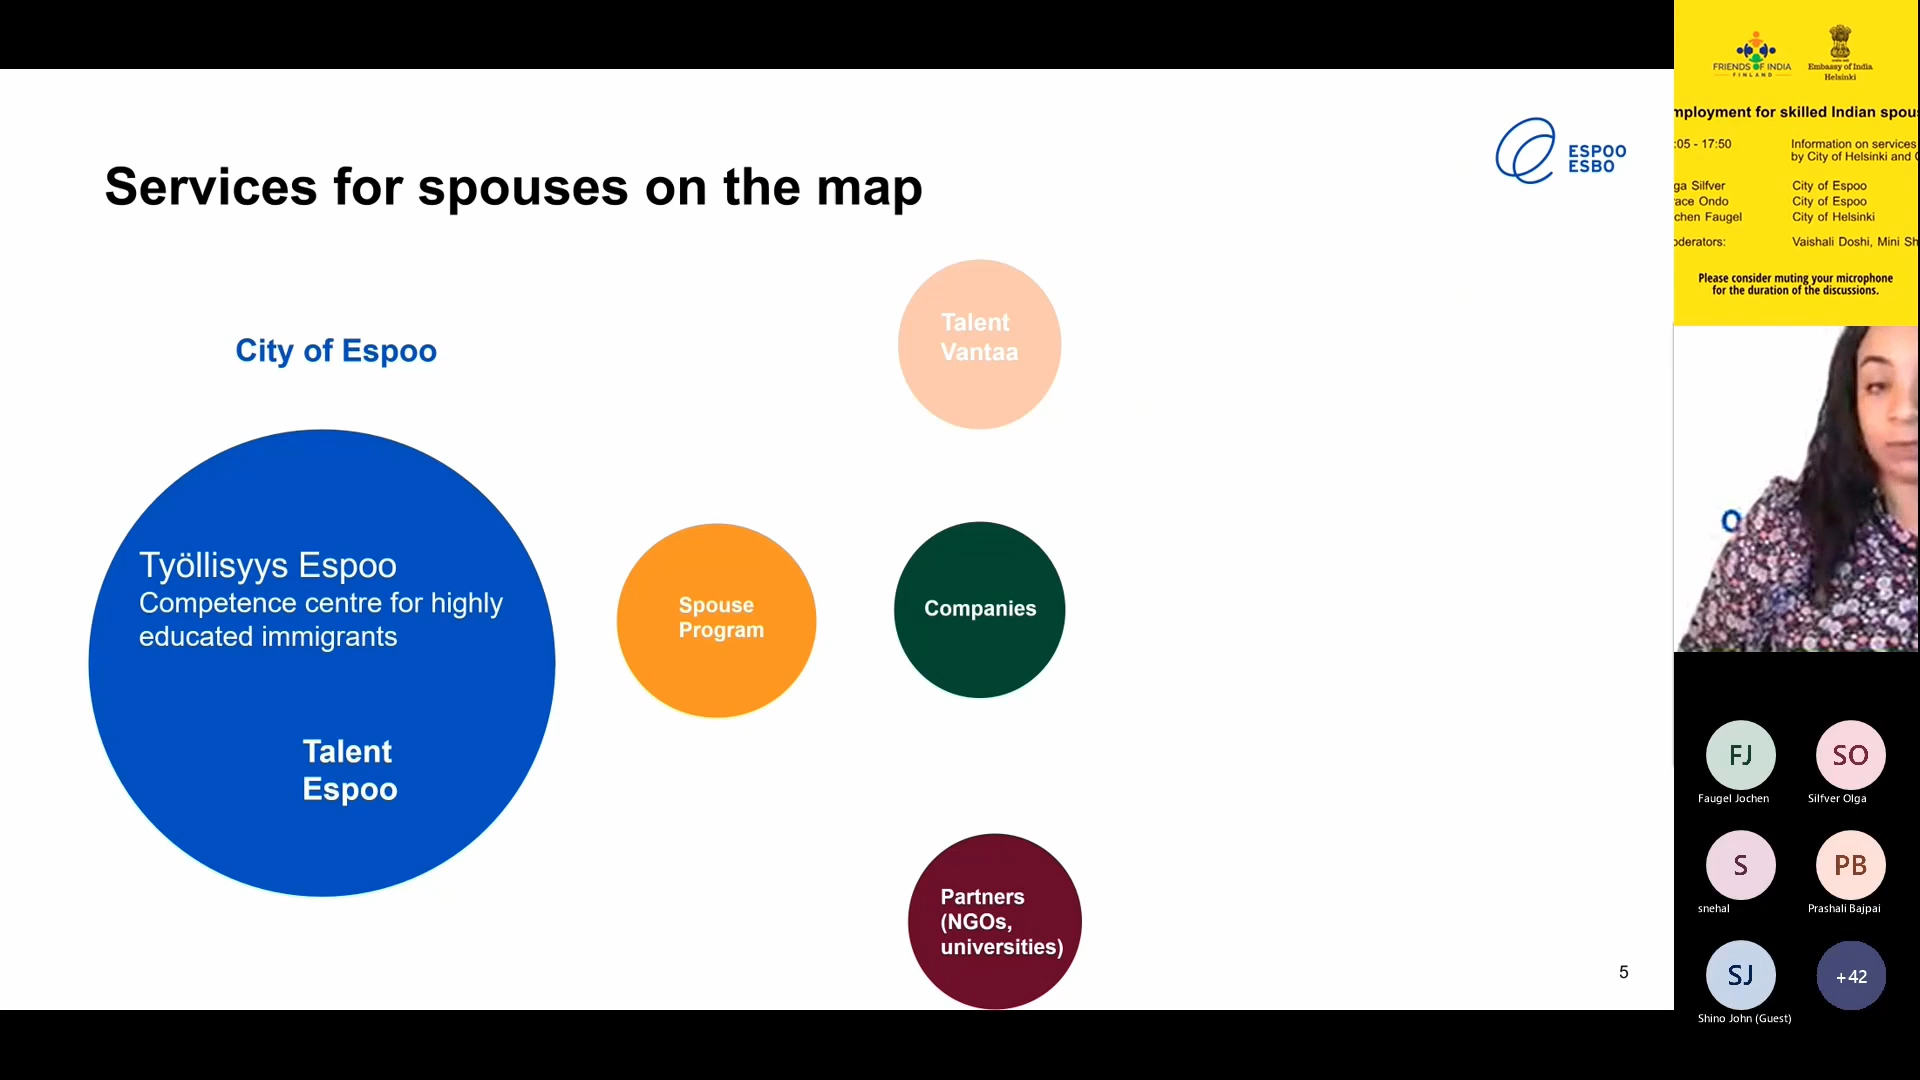 Services for spouses on the map
ESPOO
ESBO
City of Espoo
Työllisyys Espoo
Competence centre for highly
educated immigrants
Talent
Espoo
Spouse
Program
Talent
Vantaa
Companies
Partners
(NGOs,
universities)
5
FRIENDS OF INDIA
FINLAND
Embassy of India
Helsinki
mployment for skilled Indian spou
:05 - 17:50
Information on services
by City of Helsinki and
ga Silfver
City of Espoo
ace Ondo
City of Espoo
chen Faugel
City of Helsinki
oderators:
Vaishali Doshi, Mini Sh
Please consider muting your microphone
for the duration of the discussions.
FJ
Faugel Jochen
SO
Silfver Olga
S
snehal
PB
Prashali Bajpai
SJ
Shino John (Guest)
+42